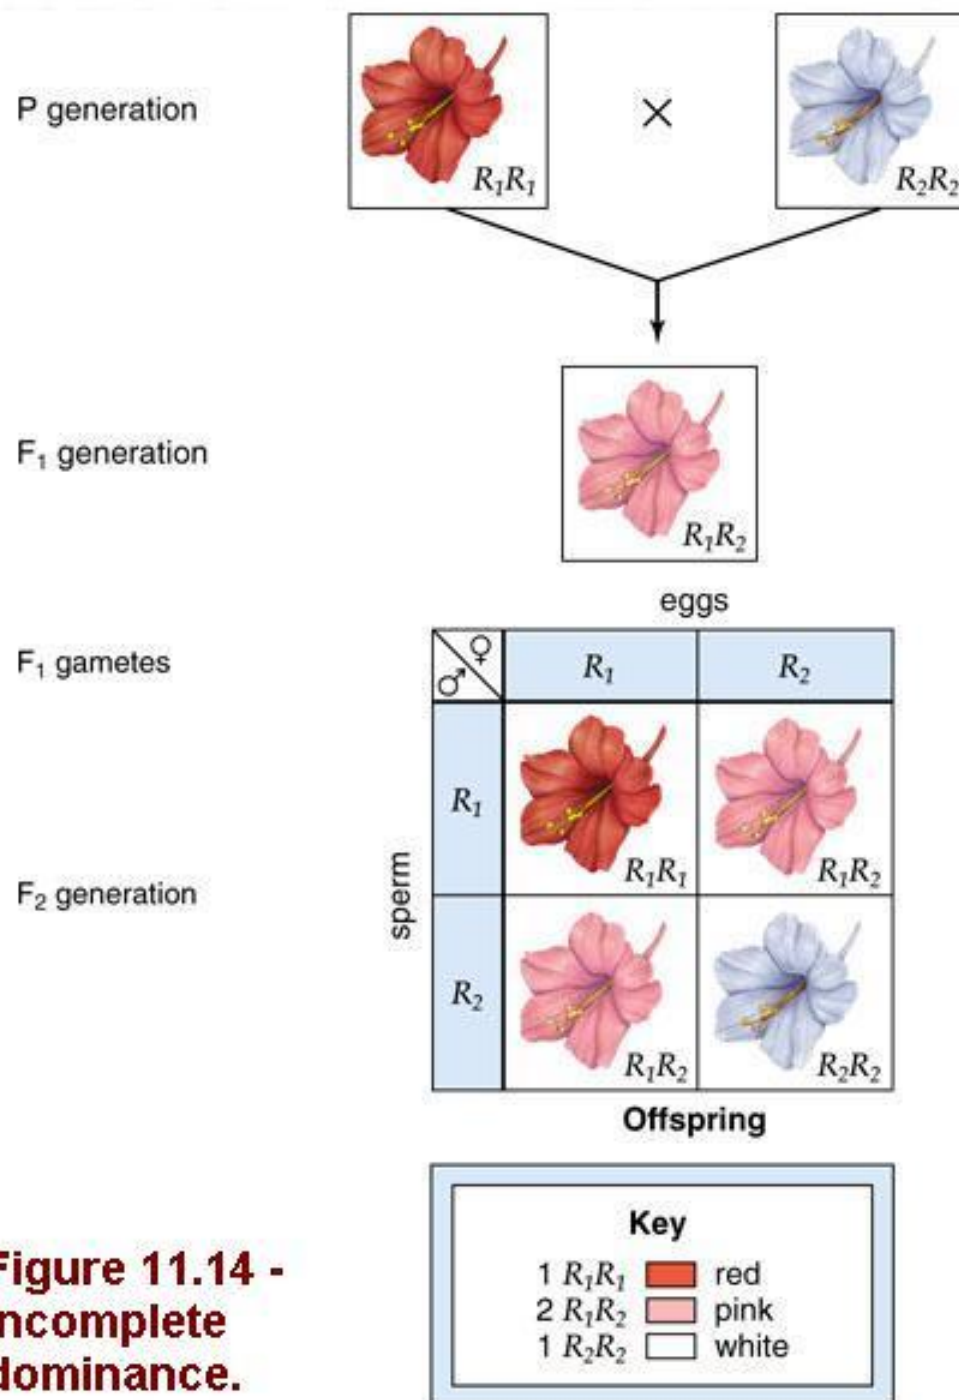 P generation
R₁R₁
×
R₂R₂
F₁ generation
R₁R₂
eggs
F₁ gametes
♀
♂
R₁
R₂
R₁
R₁R₁
R₁R₂
F₂ generation
sperm
R₂
R₁R₂
R₂R₂
Offspring
Key
1 R₁R₁ red
2 R₁R₂ pink
1 R₂R₂ white
Figure 11.14 -
incomplete
dominance.